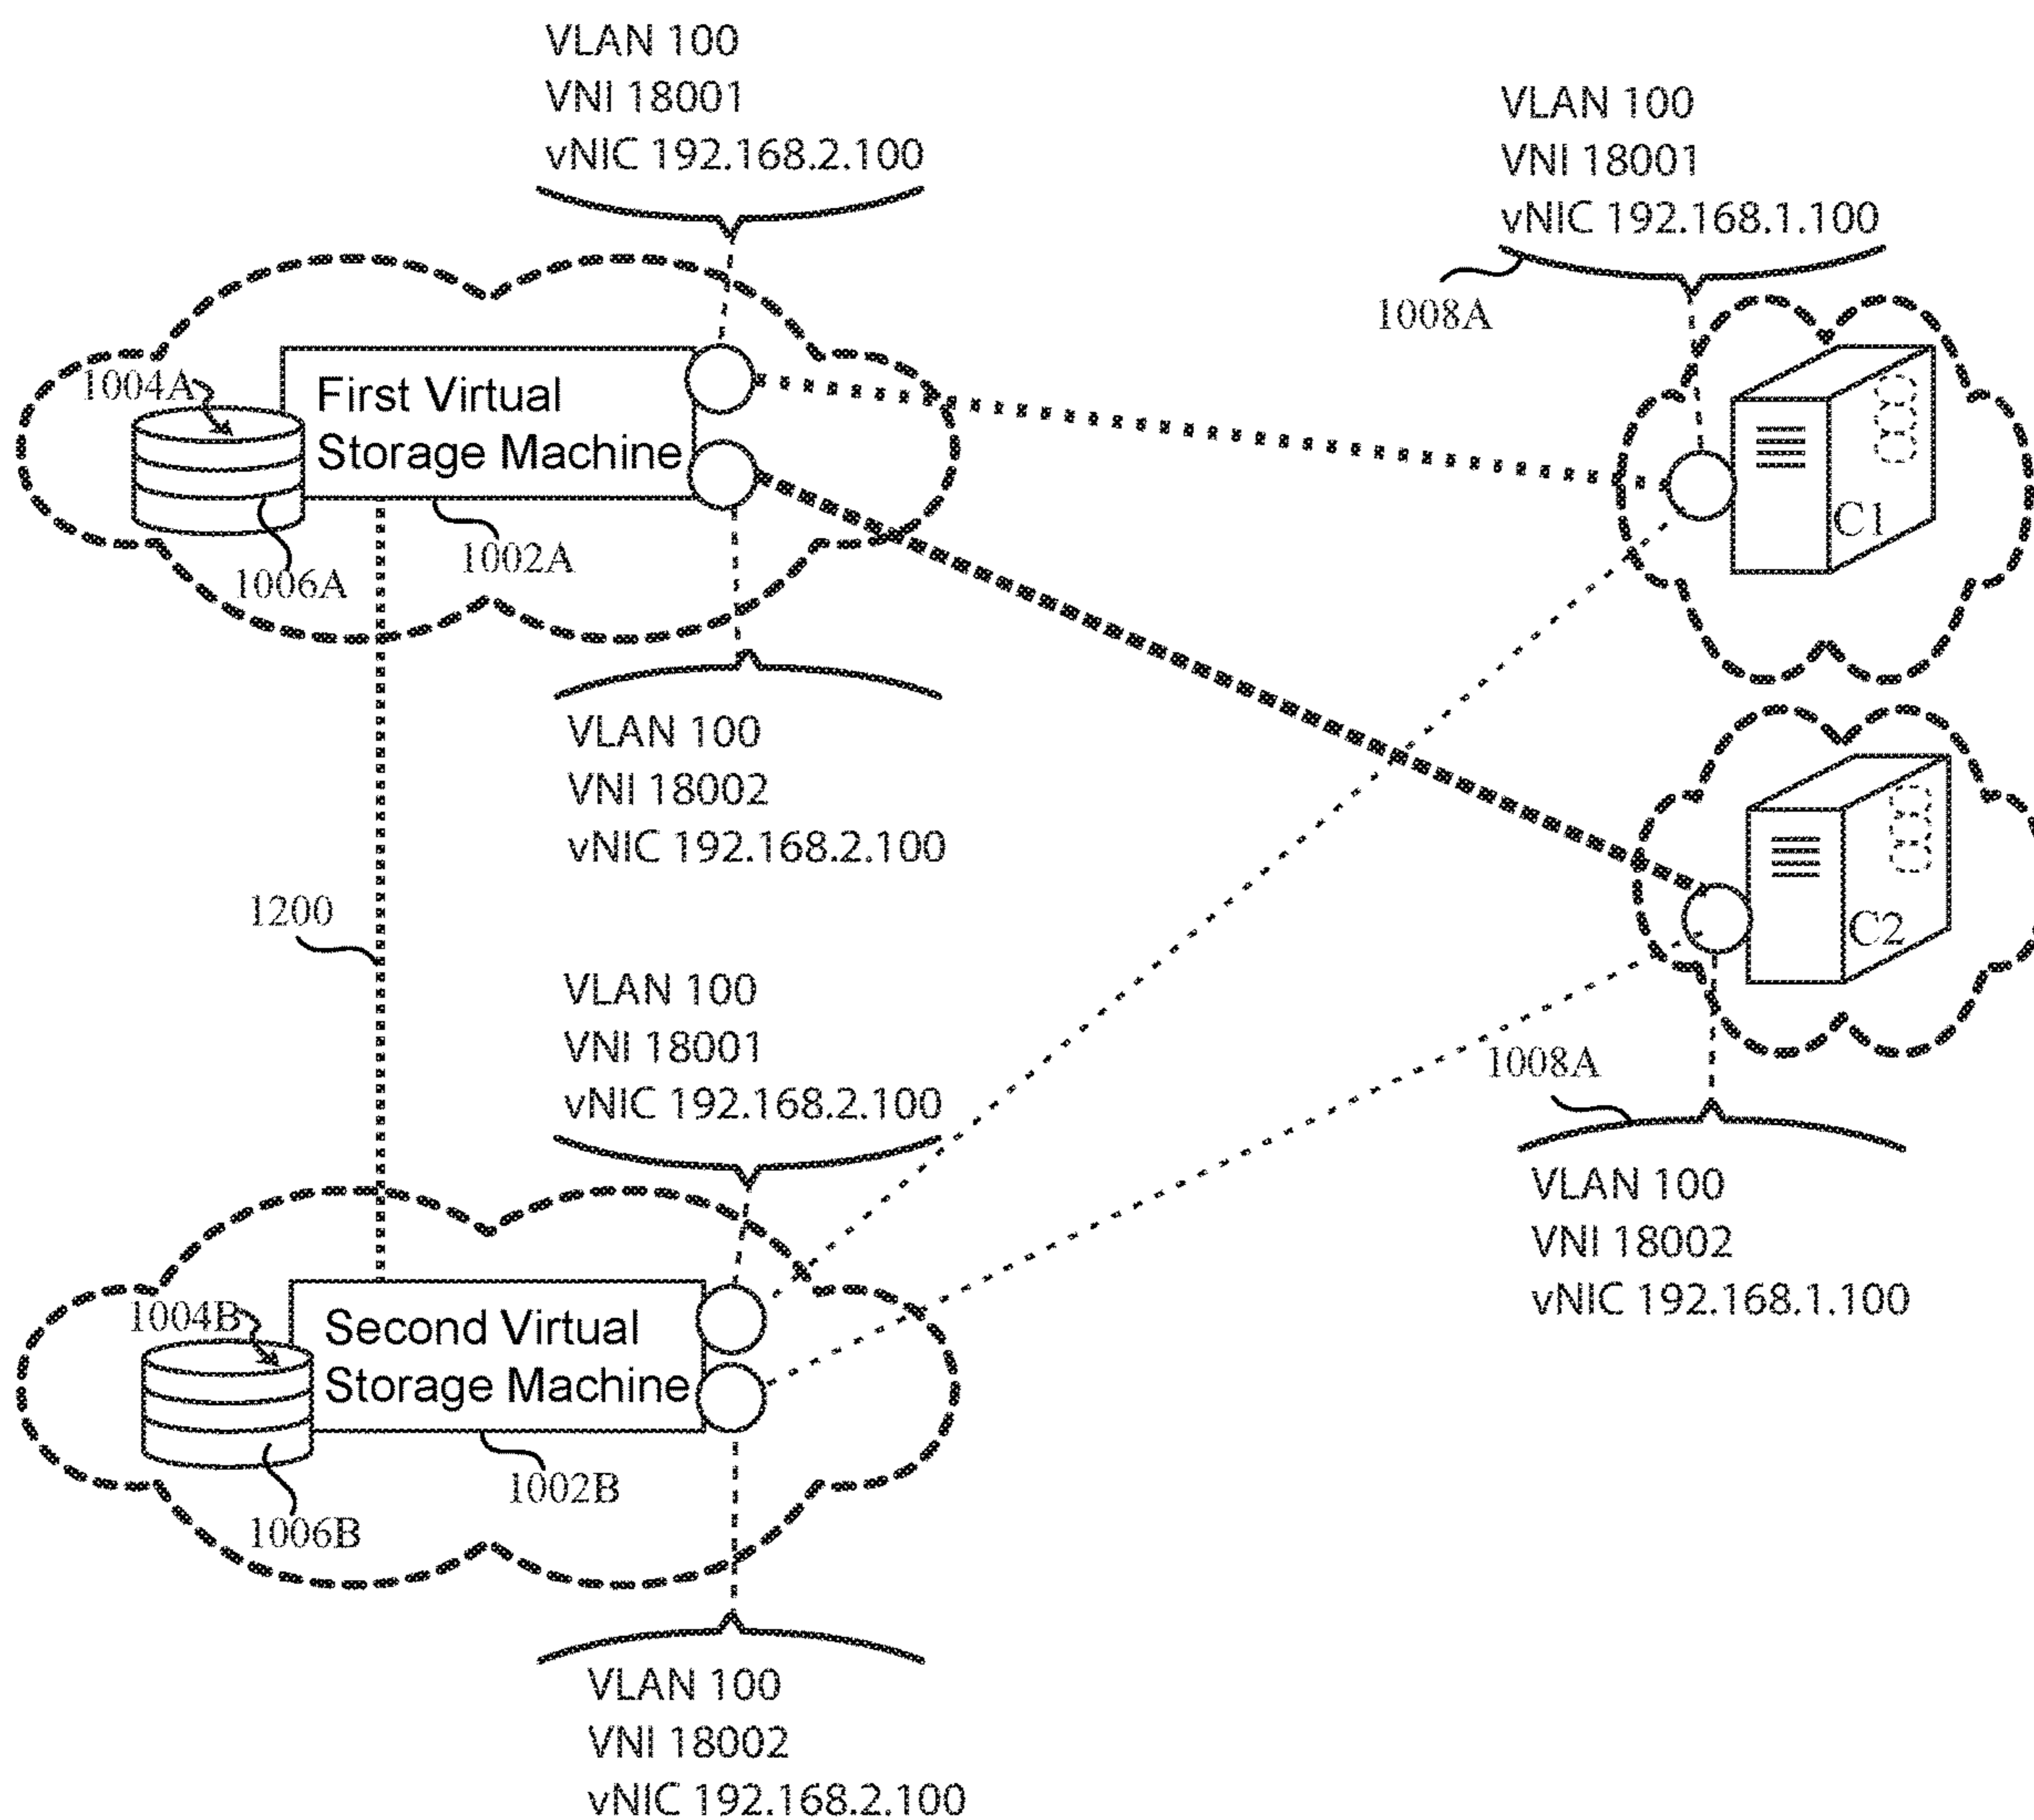 VLAN 100
VNI 18001
vNIC 192.168.2.100
VLAN 100
VNI 18001
vNIC 192.168.1.100
1008A
1004A
First Virtual
Storage Machine
1002A
1006A
C1
VLAN 100
VNI 18002
vNIC 192.168.2.100
1200
C2
VLAN 100
VNI 18001
vNIC 192.168.2.100
1008A
VLAN 100
VNI 18002
vNIC 192.168.1.100
1004B
Second Virtual
Storage Machine
1002B
1006B
VLAN 100
VNI 18002
vNIC 192.168.2.100